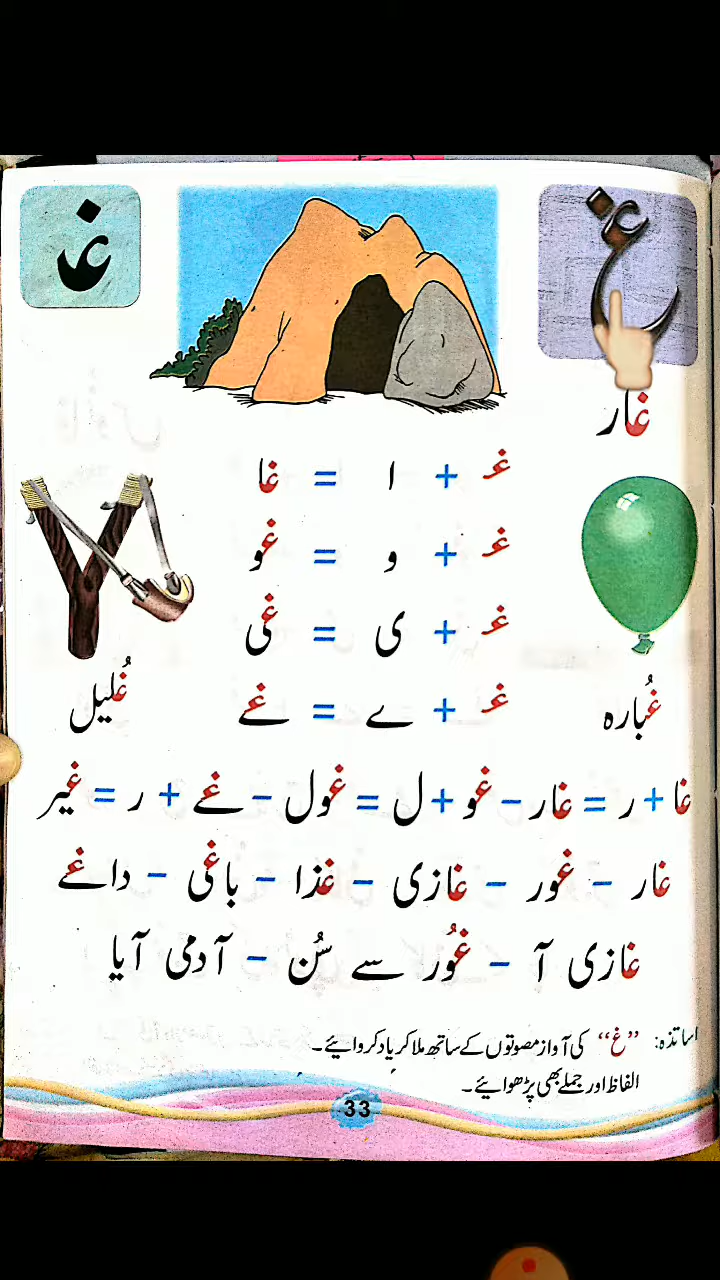 غ
غ
غار
غ + ا = غا
غ + و = غو
غ + ی = غی
غ + ے = غے
غُبارہ
غُلیل
غا + ر = غار - غو + ل = غول - غے + ر = غیر
غار - غور - غازی - غذا - باغی - داغے
غازی آ - غُور سے سُن - آدمی آیا
اساتذہ: ”غ“ کی آواز مصوتوں کے ساتھ ملا کر یاد کروائیے۔
الفاظ اور جملے بھی پڑھوائیے۔
33